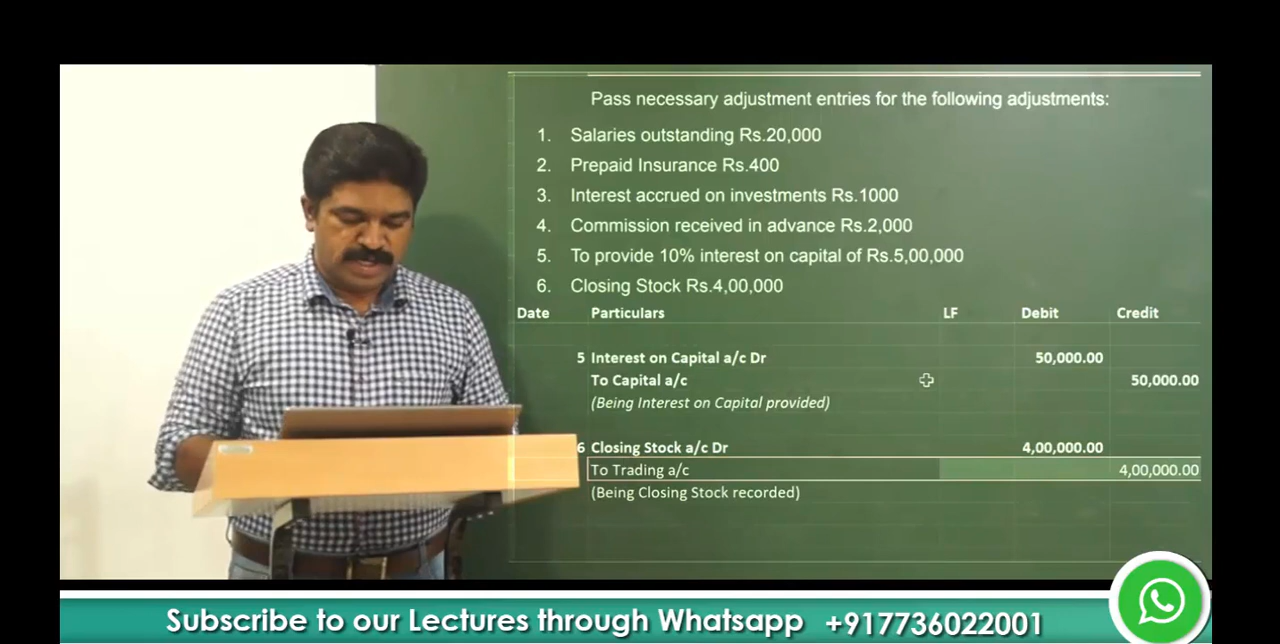 Pass necessary adjustment entries for the following adjustments:
1. Salaries outstanding Rs.20,000
2. Prepaid Insurance Rs.400
3. Interest accrued on investments Rs.1000
4. Commission received in advance Rs.2,000
5. To provide 10% interest on capital of Rs.5,00,000
6. Closing Stock Rs.4,00,000
Date Particulars LF Debit Credit
5 Interest on Capital a/c Dr 50,000.00
To Capital a/c 50,000.00
(Being Interest on Capital provided)
6 Closing Stock a/c Dr 4,00,000.00
To Trading a/c 4,00,000.00
(Being Closing Stock recorded)
Subscribe to our Lectures through Whatsapp +917736022001